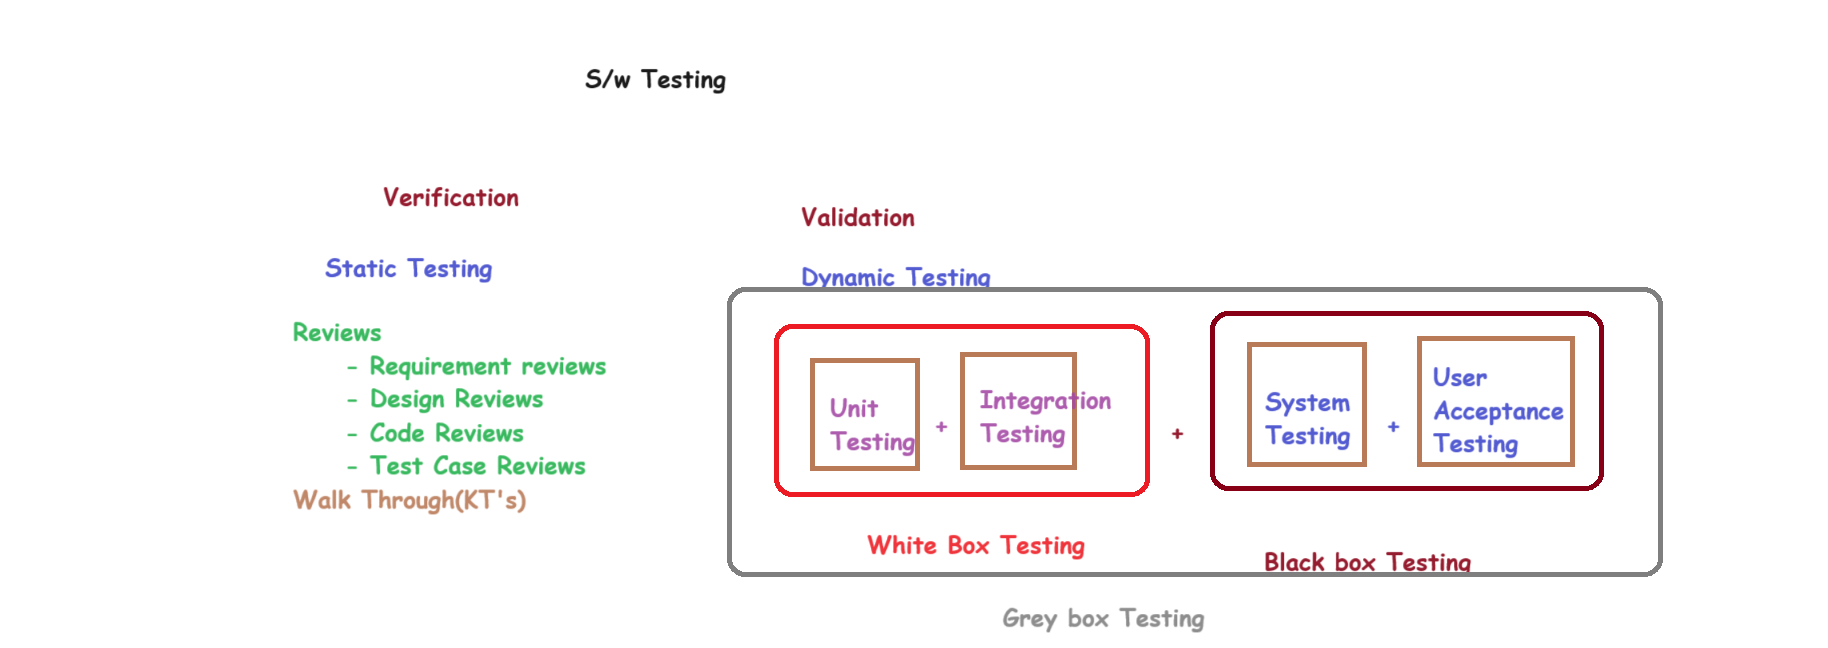 S/w Testing
Verification
Validation
Static Testing
Dynamic Testing
Reviews
- Requirement reviews
- Design Reviews
- Code Reviews
- Test Case Reviews
Walk Through(KT's)
Unit
Testing
+
Integration
Testing
+
System
Testing
+
User
Acceptance
Testing
White Box Testing
Black box Testing
Grey box Testing